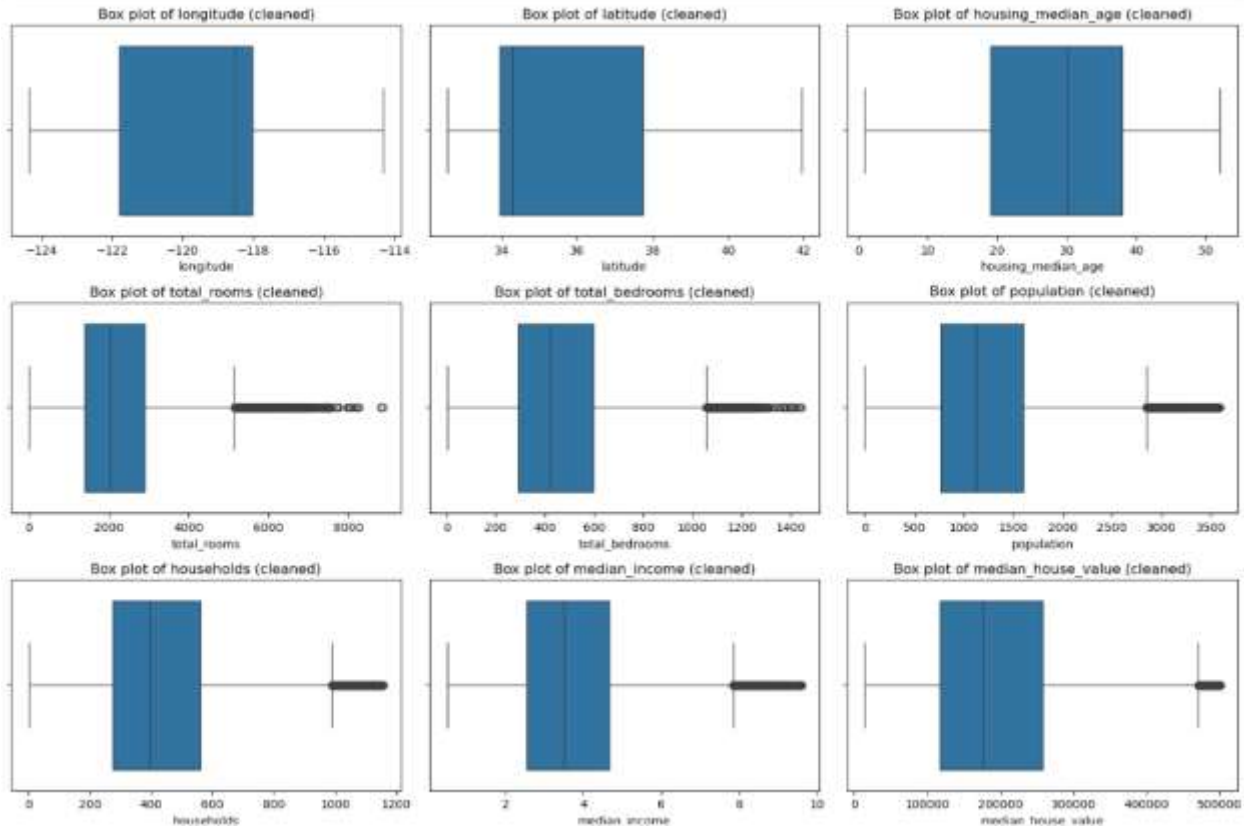 Box plot of longitude (cleaned) Box plot of latitude (cleaned) Box plot of housing_median_age (cleaned)
−124 −122 −120 −118 −116 −114 34 36 38 40 42 0 10 20 30 40 50
longitude latitude housing_median_age
Box plot of total_rooms (cleaned) Box plot of total_bedrooms (cleaned) Box plot of population (cleaned)
0 2000 4000 6000 8000 0 200 400 600 800 1000 1200 1400 0 500 1000 1500 2000 2500 3000 3500
total_rooms total_bedrooms population
Box plot of households (cleaned) Box plot of median_income (cleaned) Box plot of median_house_value (cleaned)
0 200 400 600 800 1000 1200 2 4 6 8 10 0 100000 200000 300000 400000 500000
households median_income median_house_value